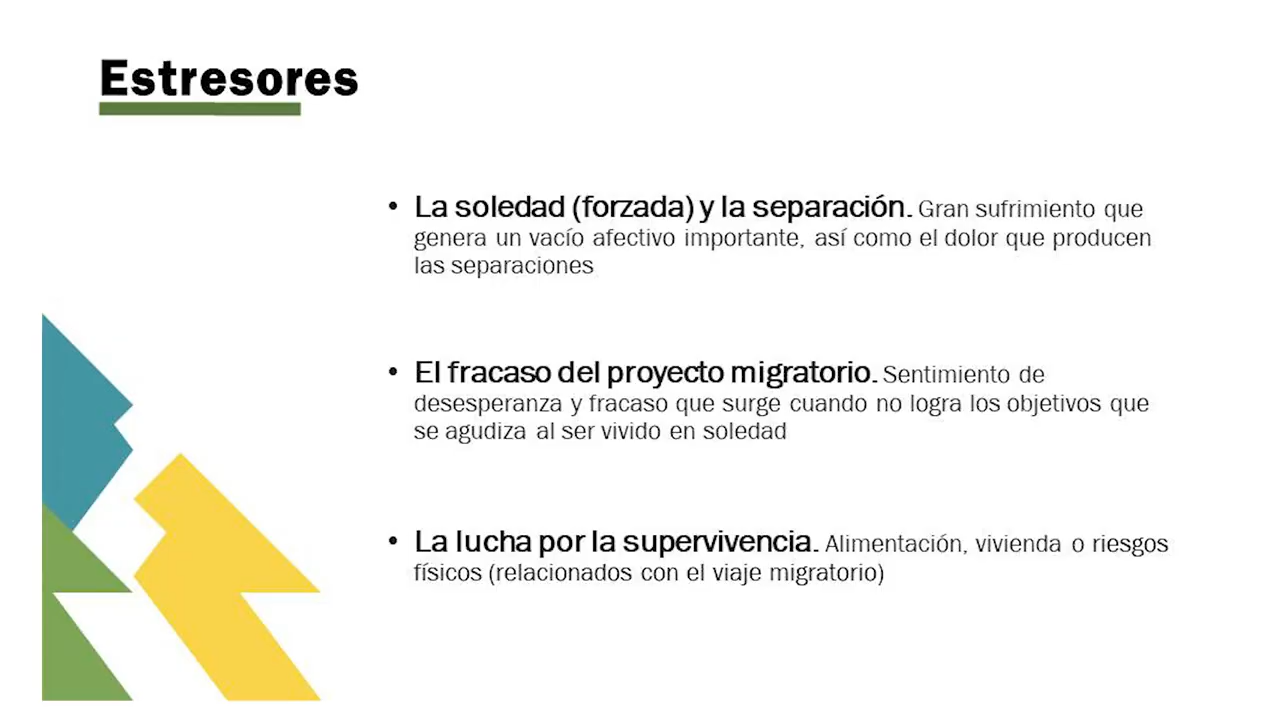 Estresores
• La soledad (forzada) y la separación. Gran sufrimiento que
genera un vacío afectivo importante, así como el dolor que producen
las separaciones
• El fracaso del proyecto migratorio. Sentimiento de
desesperanza y fracaso que surge cuando no logra los objetivos que
se agudiza al ser vivido en soledad
• La lucha por la supervivencia. Alimentación, vivienda o riesgos
físicos (relacionados con el viaje migratorio)